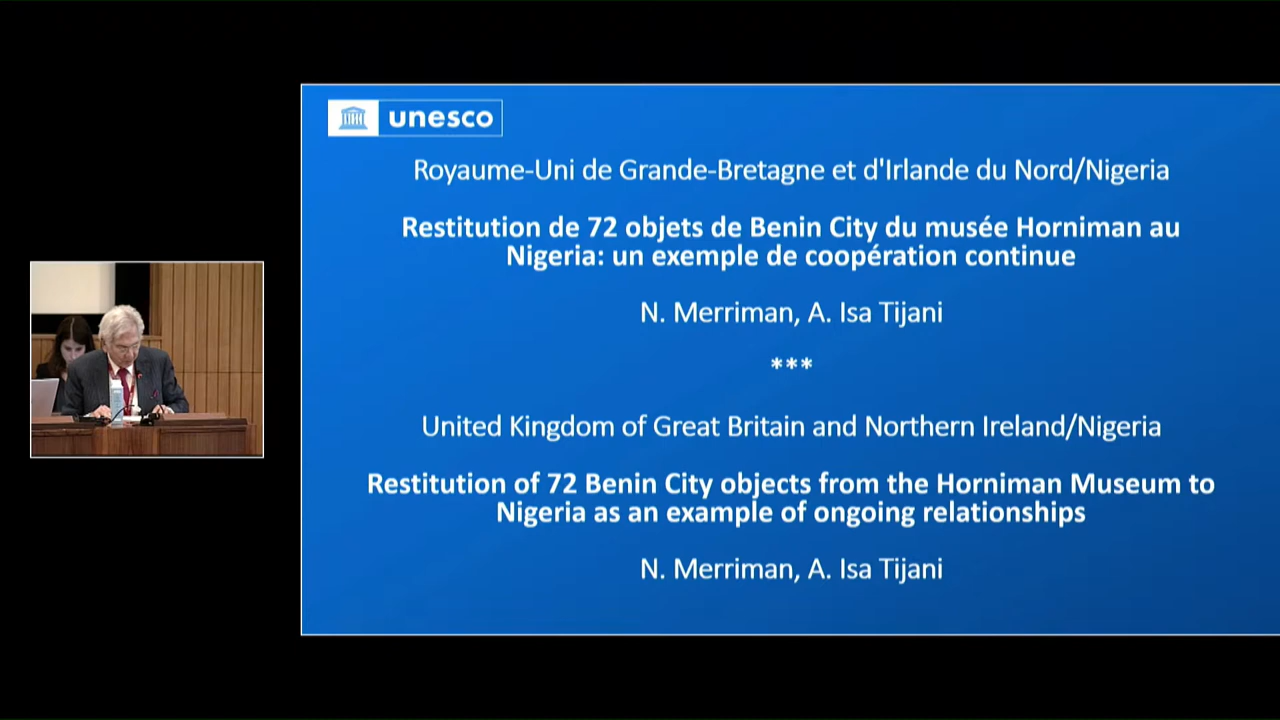 unesco
Royaume-Uni de Grande-Bretagne et d'Irlande du Nord/Nigeria
Restitution de 72 objets de Benin City du musée Horniman au
Nigeria: un exemple de coopération continue
N. Merriman, A. Isa Tijani
***
United Kingdom of Great Britain and Northern Ireland/Nigeria
Restitution of 72 Benin City objects from the Horniman Museum to
Nigeria as an example of ongoing relationships
N. Merriman, A. Isa Tijani